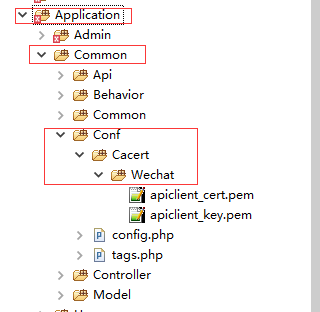 Application
Admin
Common
Api
Behavior
Common
Conf
Cacert
Wechat
apiclient_cert.pem
apiclient_key.pem
config.php
tags.php
Controller
Model